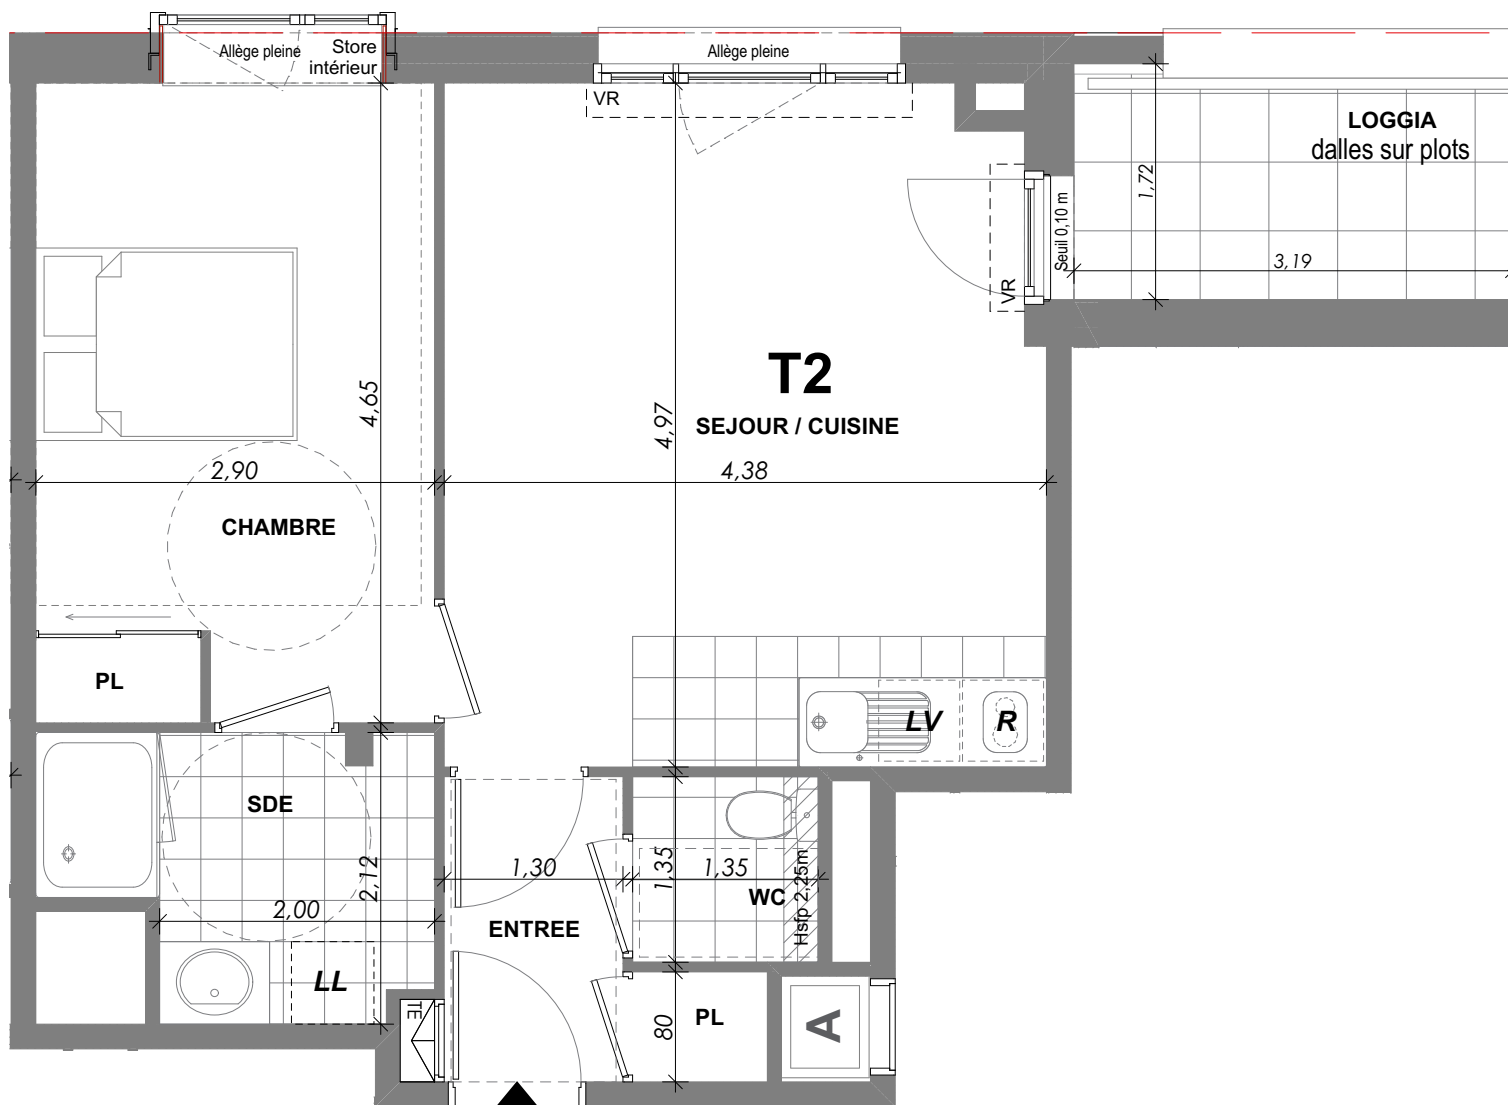 Allège pleine
Store
intérieur
Allège pleine
VR
LOGGIA
dalles sur plots
1,72
Seuil 0,10 m
3,19
VR
T2
SEJOUR / CUISINE
4,65
4,97
2,90
4,38
CHAMBRE
PL
LV
R
SDE
2,12
2,00
1,30
1,35
1,35
WC
Hsfp 2,25m
ENTREE
LL
TE
80
PL
A